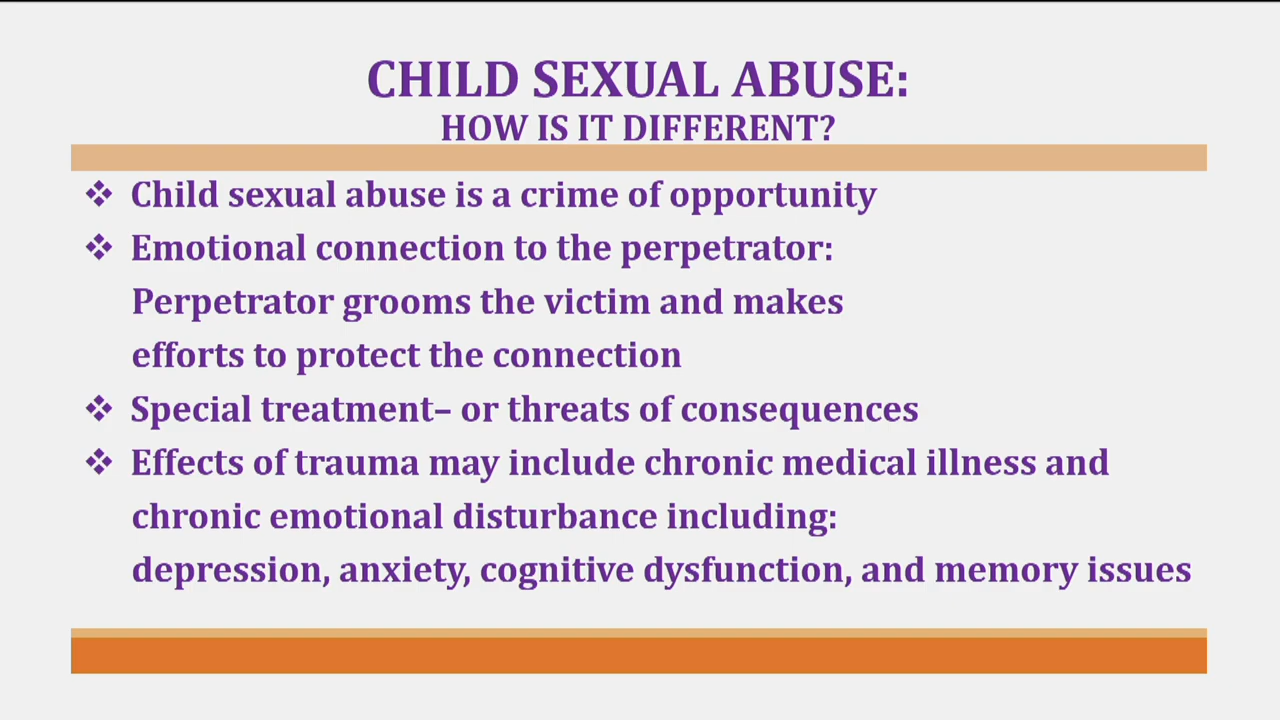 CHILD SEXUAL ABUSE:
HOW IS IT DIFFERENT?
❖ Child sexual abuse is a crime of opportunity
❖ Emotional connection to the perpetrator:
Perpetrator grooms the victim and makes
efforts to protect the connection
❖ Special treatment– or threats of consequences
❖ Effects of trauma may include chronic medical illness and
chronic emotional disturbance including:
depression, anxiety, cognitive dysfunction, and memory issues